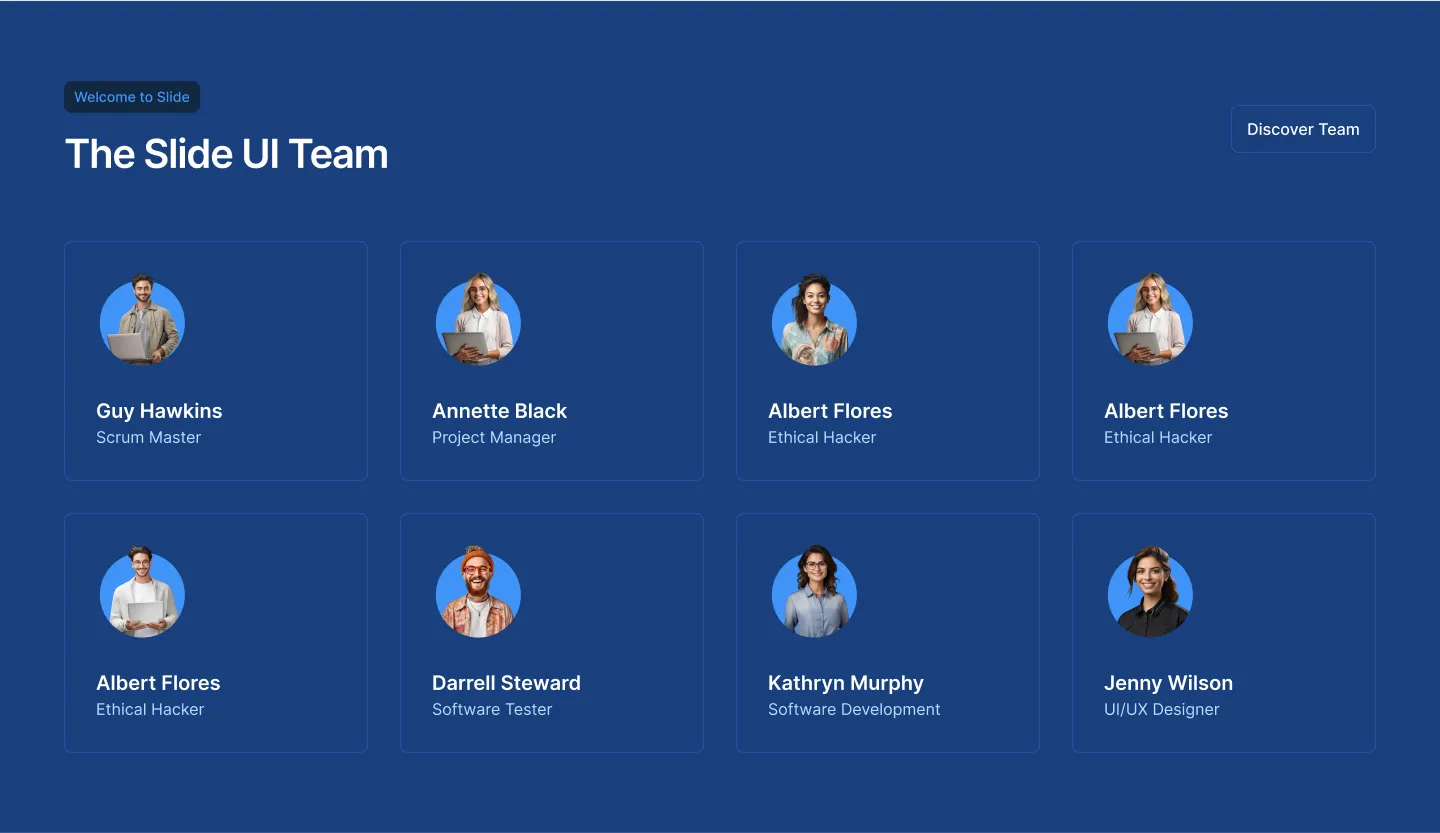 Welcome to Slide
The Slide UI Team
Discover Team
Guy Hawkins
Scrum Master
Annette Black
Project Manager
Albert Flores
Ethical Hacker
Albert Flores
Ethical Hacker
Albert Flores
Ethical Hacker
Darrell Steward
Software Tester
Kathryn Murphy
Software Development
Jenny Wilson
UI/UX Designer